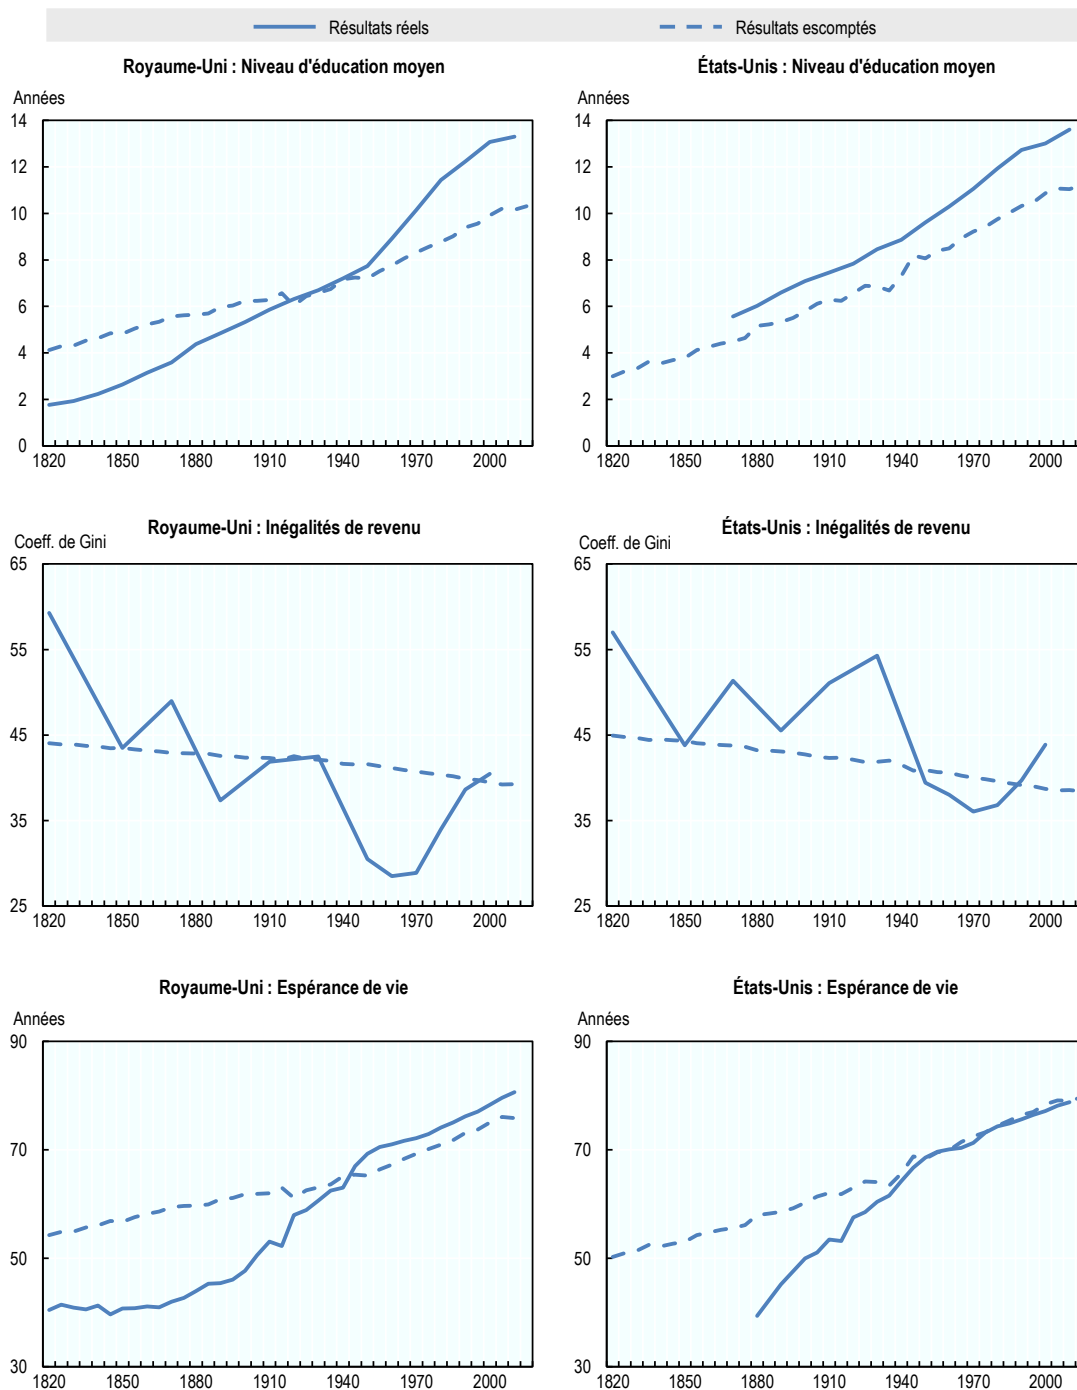 Résultats réels
Résultats escomptés
Royaume-Uni : Niveau d'éducation moyen
Années
14
12
10
8
6
4
2
0
1820 1850 1880 1910 1940 1970 2000
États-Unis : Niveau d'éducation moyen
Années
14
12
10
8
6
4
2
0
1820 1850 1880 1910 1940 1970 2000
Royaume-Uni : Inégalités de revenu
Coeff. de Gini
65
55
45
35
25
1820 1850 1880 1910 1940 1970 2000
États-Unis : Inégalités de revenu
Coeff. de Gini
65
55
45
35
25
1820 1850 1880 1910 1940 1970 2000
Royaume-Uni : Espérance de vie
Années
90
70
50
30
1820 1850 1880 1910 1940 1970 2000
États-Unis : Espérance de vie
Années
90
70
50
30
1820 1850 1880 1910 1940 1970 2000